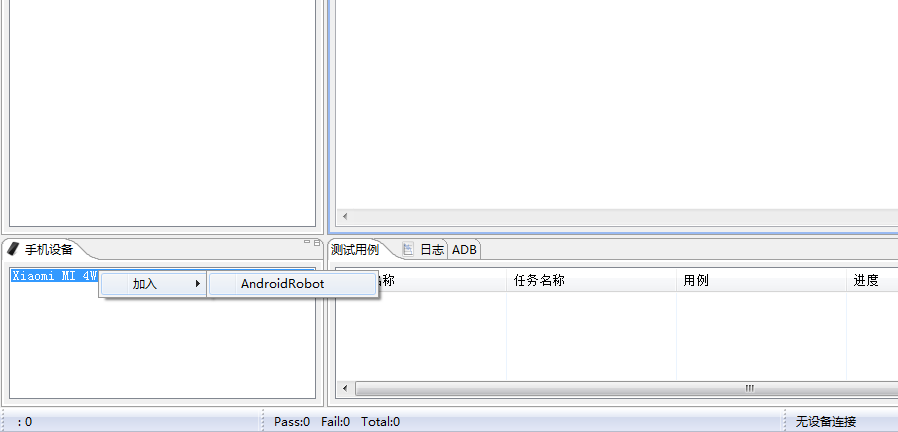 手机设备
测试用例 日志 ADB
Xiaomi MI 4W
加入 AndroidRobot
称 任务名称 用例 进度
: 0 Pass:0 Fail:0 Total:0 无设备连接